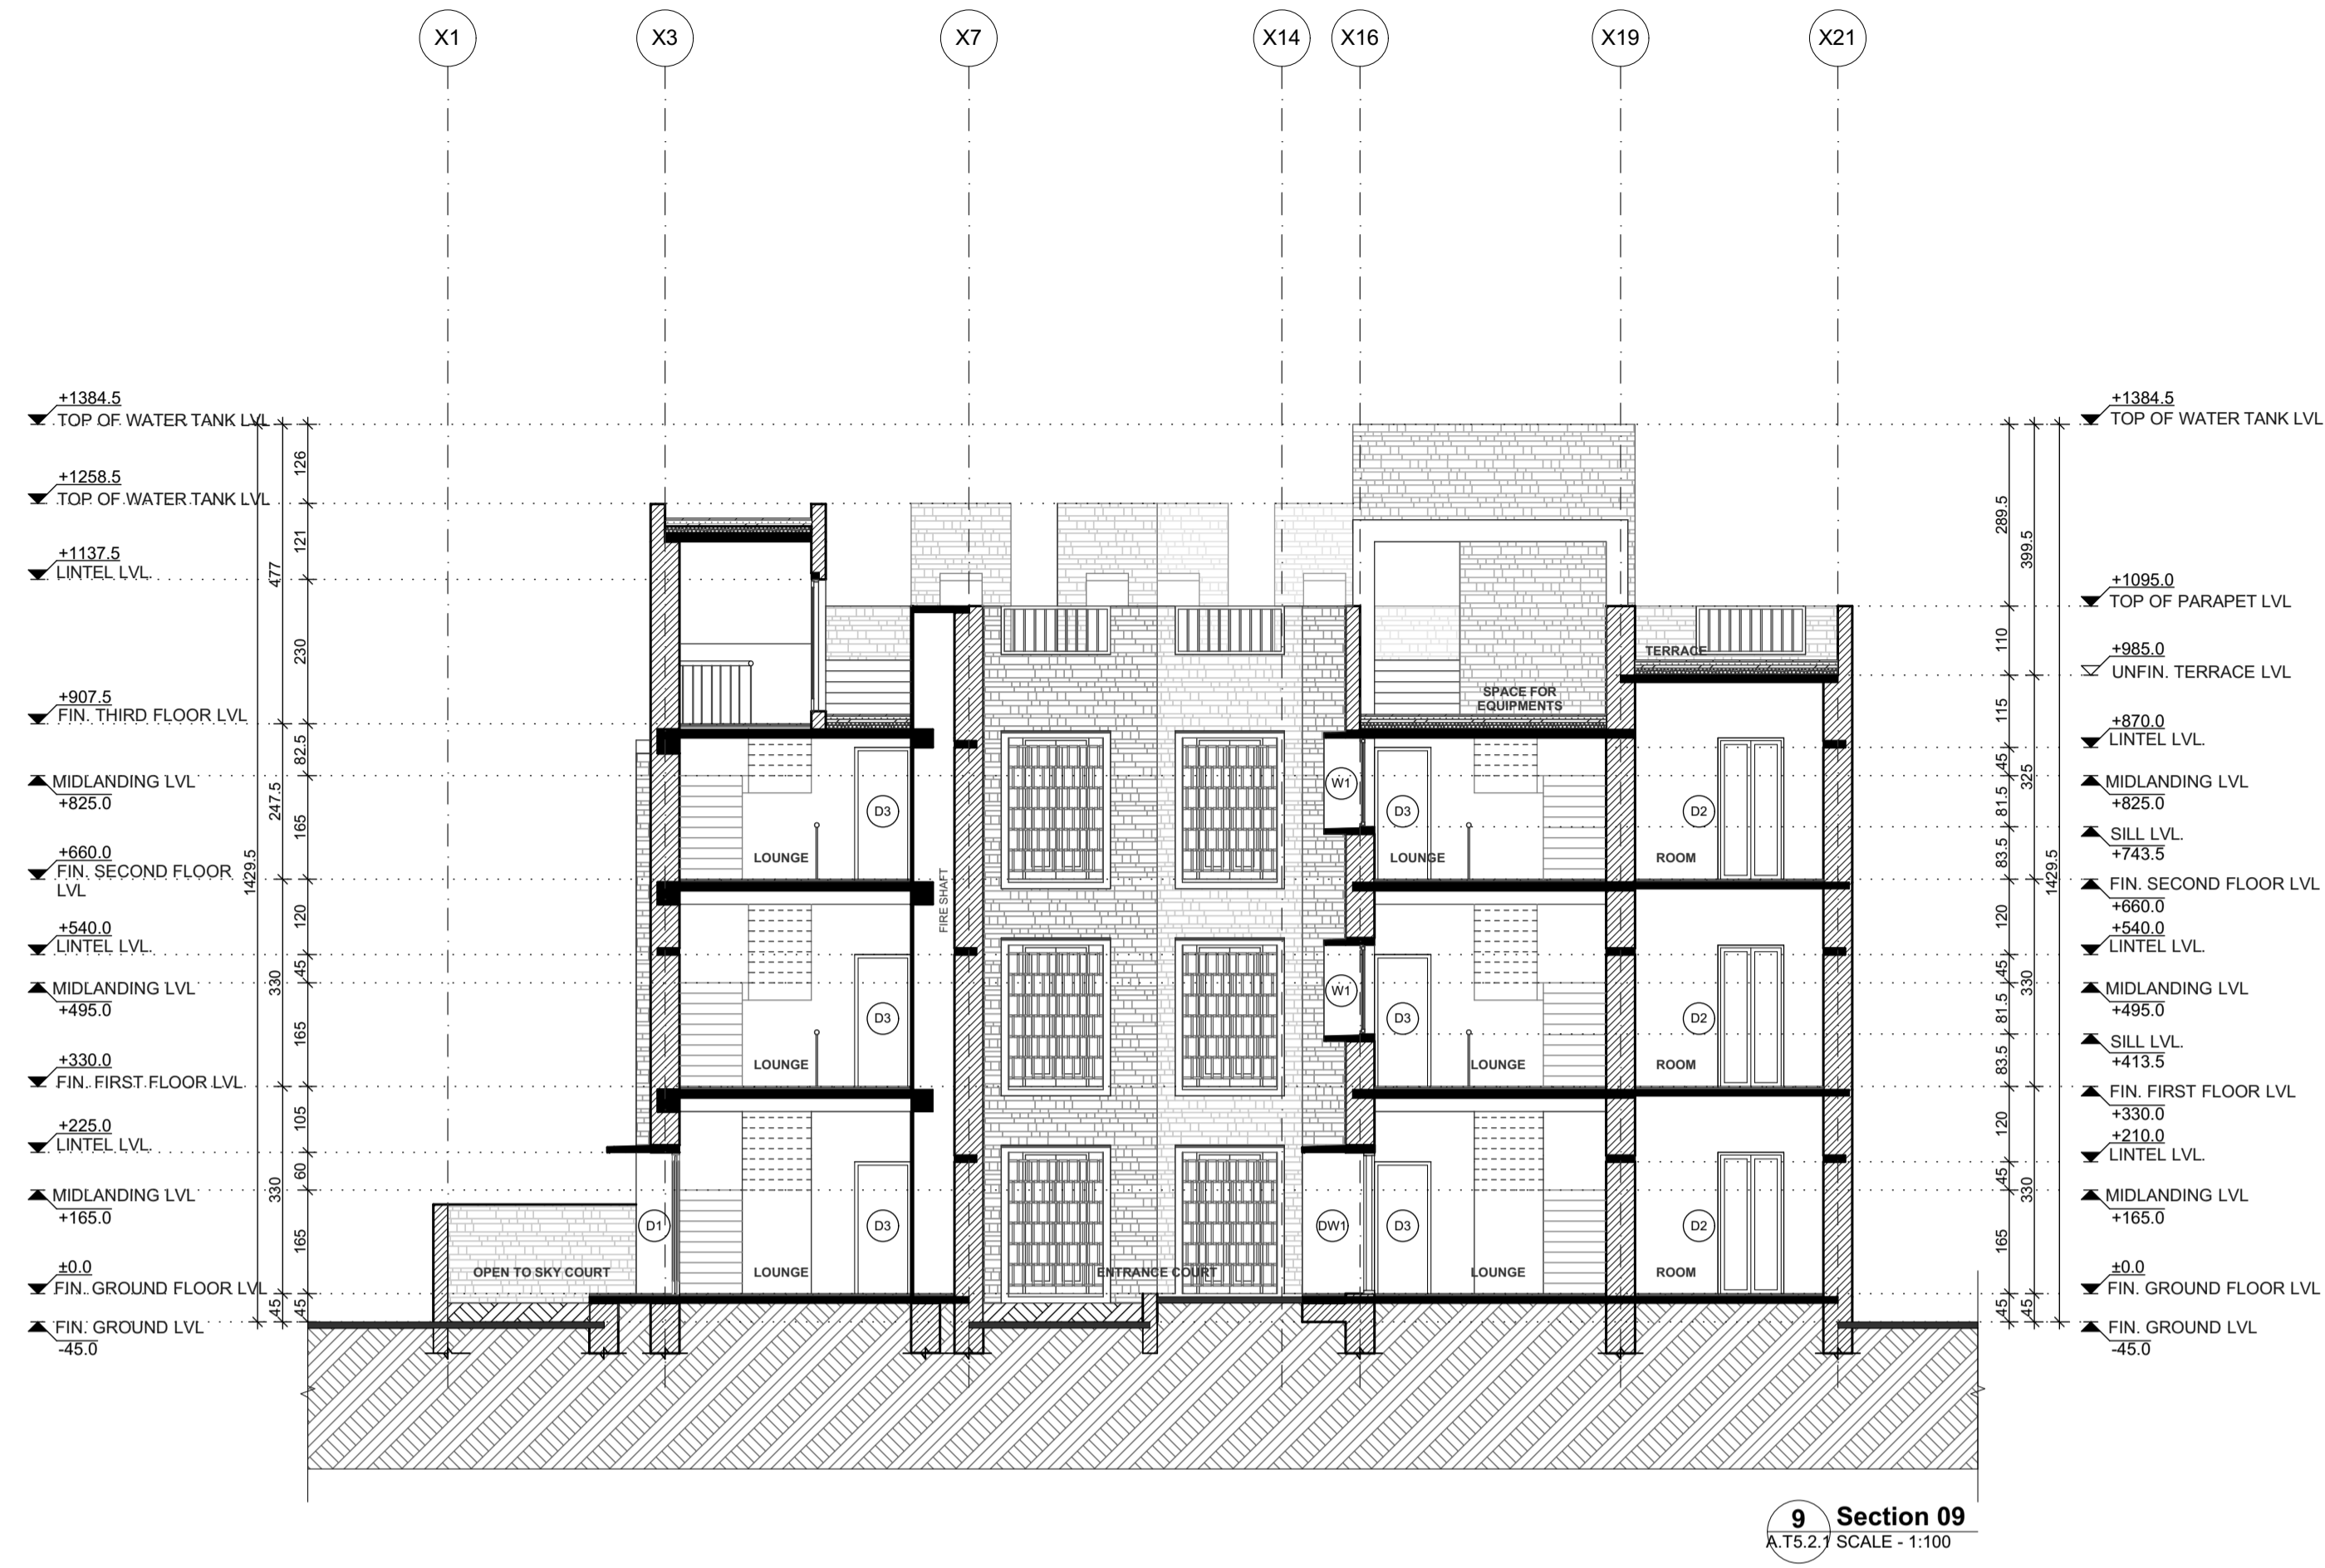 X1
X3
X7
X14
X16
X19
X21
+1384.5
TOP OF WATER TANK LVL
+1258.5
TOP OF WATER TANK LVL
+1137.5
LINTEL LVL.
+907.5
FIN. THIRD FLOOR LVL
MIDLANDING LVL
+825.0
+660.0
FIN. SECOND FLOOR
LVL
+540.0
LINTEL LVL.
MIDLANDING LVL
+495.0
+330.0
FIN. FIRST FLOOR LVL
+225.0
LINTEL LVL.
MIDLANDING LVL
+165.0
±0.0
FIN. GROUND FLOOR LVL
FIN. GROUND LVL
-45.0
1429.5
477
247.5
330
330
45
126
121
230
82.5
165
120
45
165
105
60
165
45
TERRACE
SPACE FOR
EQUIPMENTS
D3
W1
D3
D2
LOUNGE
LOUNGE
ROOM
FIRE SHAFT
D3
W1
D3
D2
LOUNGE
LOUNGE
ROOM
D1
D3
DW1
D3
D2
OPEN TO SKY COURT
LOUNGE
ENTRANCE COURT
LOUNGE
ROOM
289.5
110
115
45
81.5
83.5
120
45
81.5
83.5
120
45
165
45
399.5
325
330
330
45
1429.5
+1384.5
TOP OF WATER TANK LVL
+1095.0
TOP OF PARAPET LVL
+985.0
UNFIN. TERRACE LVL
+870.0
LINTEL LVL.
MIDLANDING LVL
+825.0
SILL LVL.
+743.5
FIN. SECOND FLOOR LVL
+660.0
+540.0
LINTEL LVL.
MIDLANDING LVL
+495.0
SILL LVL.
+413.5
FIN. FIRST FLOOR LVL
+330.0
+210.0
LINTEL LVL.
MIDLANDING LVL
+165.0
±0.0
FIN. GROUND FLOOR LVL
FIN. GROUND LVL
-45.0
9 Section 09
A.T5.2.1 SCALE - 1:100